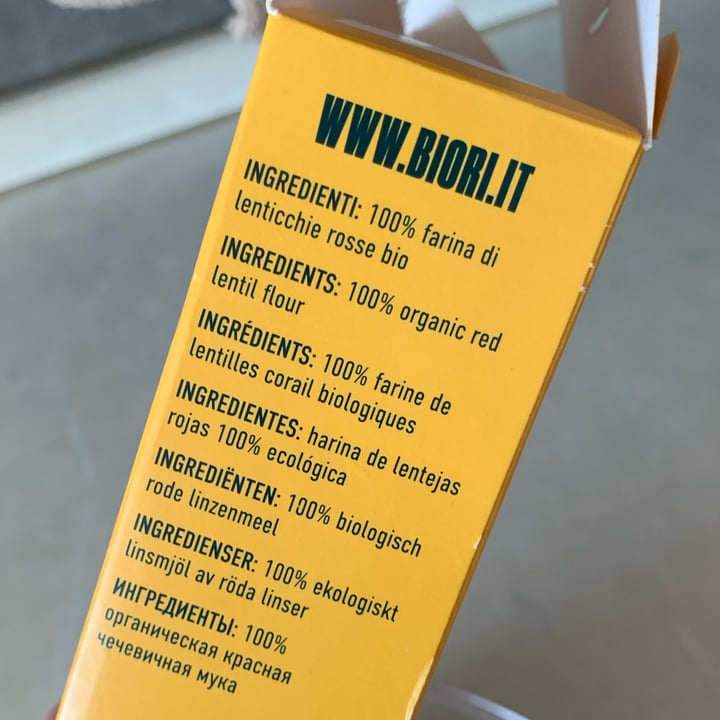 WWW.BIORI.IT
INGREDIENTI: 100% farina di
lenticchie rosse bio
INGREDIENTS: 100% organic red
lentil flour
INGRÉDIENTS: 100% farine de
lentilles corail biologiques
INGREDIENTES: harina de lentejas
rojas 100% ecológica
INGREDIËNTEN: 100% biologisch
rode linzenmeel
INGREDIENSER: 100% ekologiskt
linsmjöl av röda linser
ИНГРЕДИЕНТЫ: 100%
органическая красная
чечевичная мука